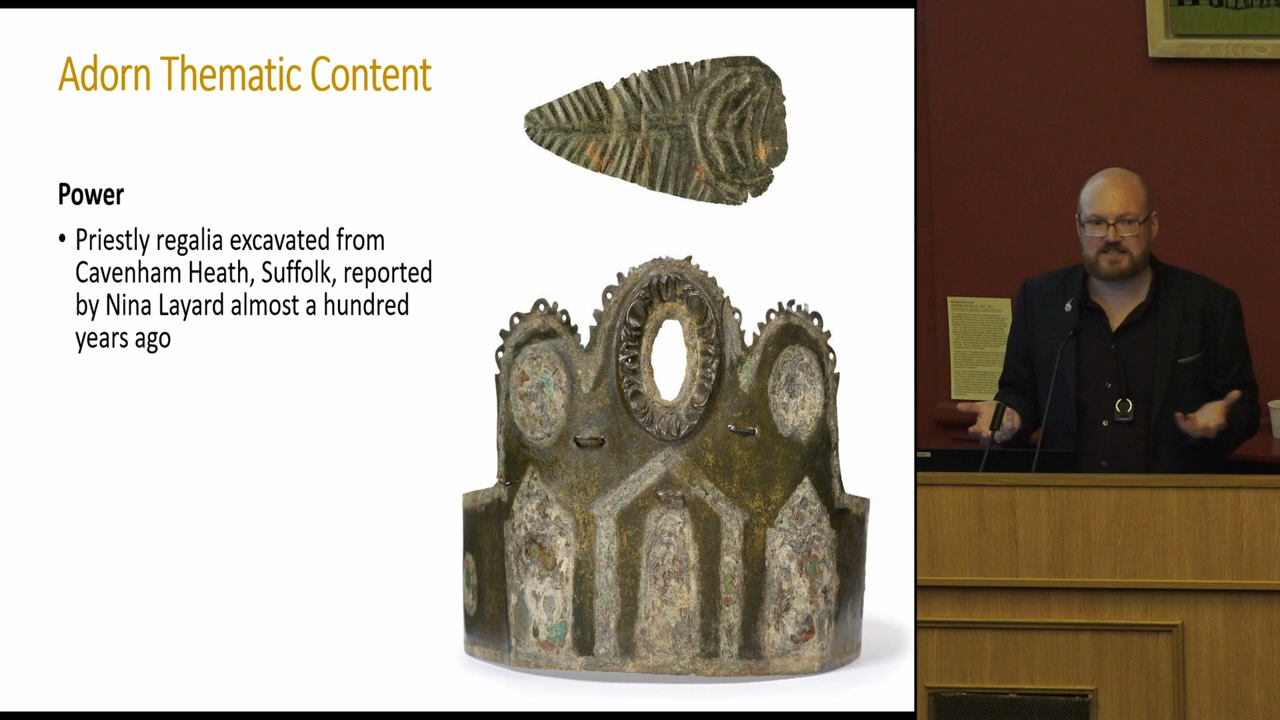 Adorn Thematic Content
Power
• Priestly regalia excavated from
Cavenham Heath, Suffolk, reported
by Nina Layard almost a hundred
years ago